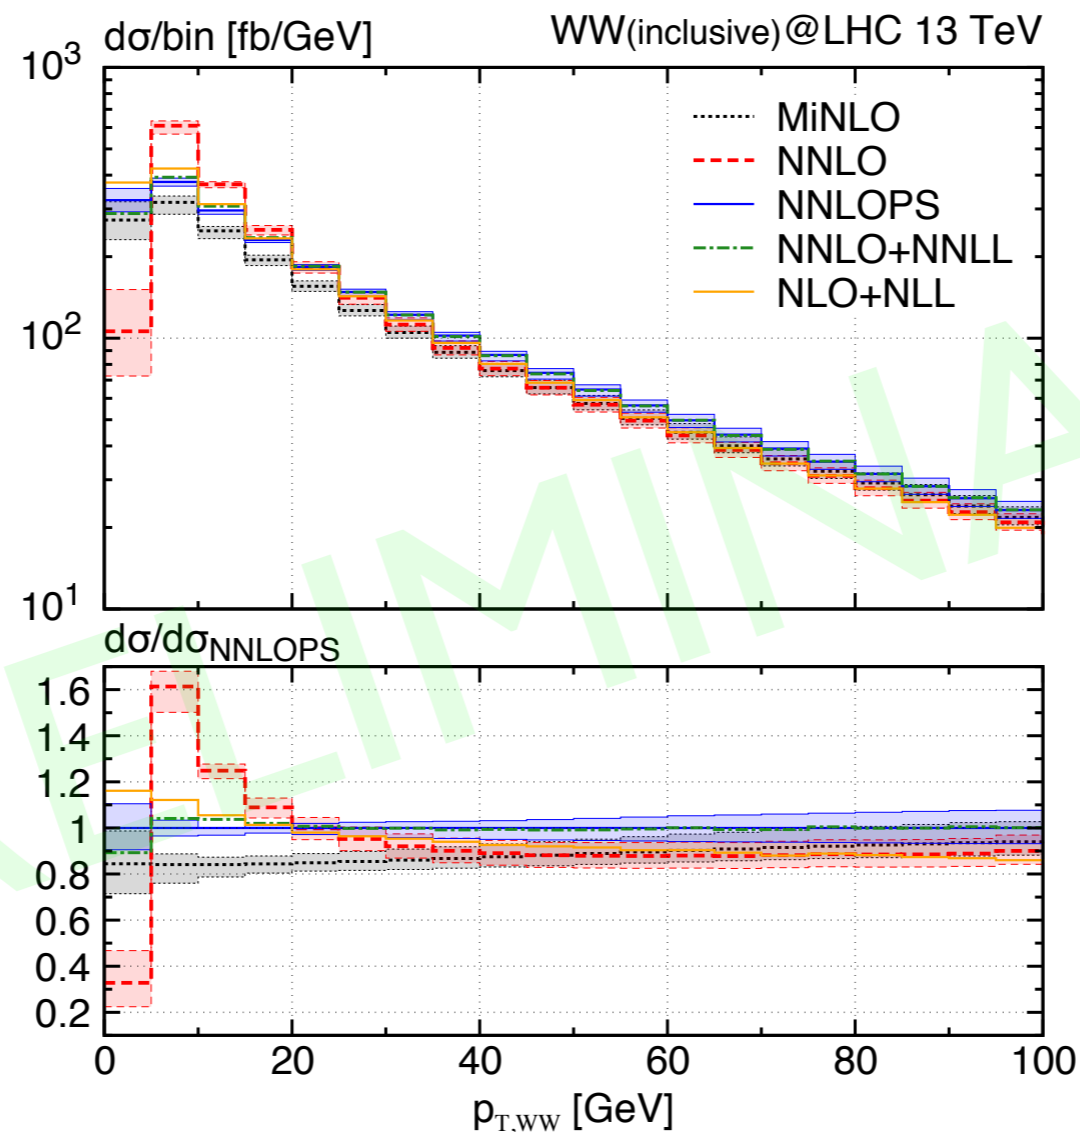 dσ/bin [fb/GeV] WW(inclusive)@LHC 13 TeV
10³
MiNLO
NNLO
NNLOPS
NNLO+NNLL
NLO+NLL
10²
10¹
dσ/dσNNLOPS
1.6
1.4
1.2
1
0.8
0.6
0.4
0.2
0 20 40 60 80 100
pT,WW [GeV]
ELIMINA